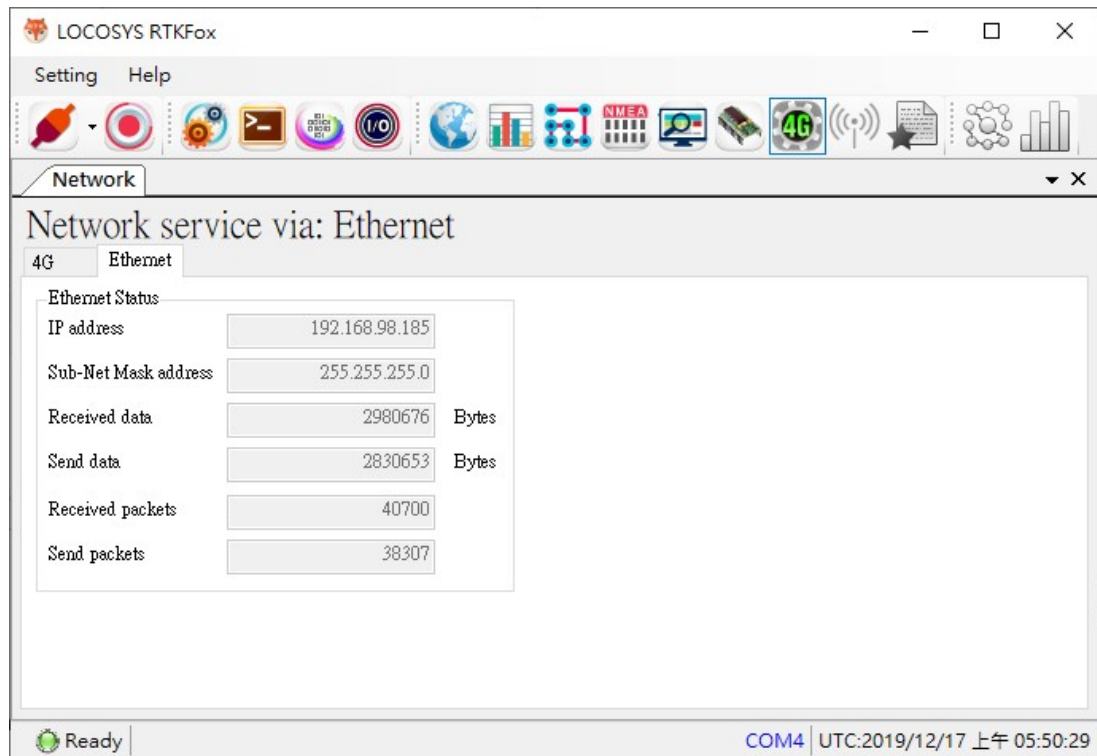 LOCOSYS RTKFox
Setting Help
NMEA
I/O
4G
Network
Network service via: Ethernet
4G Ethernet
Ethernet Status
IP address 192.168.98.185
Sub-Net Mask address 255.255.255.0
Received data 2980676 Bytes
Send data 2830653 Bytes
Received packets 40700
Send packets 38307
Ready COM4 UTC:2019/12/17 上午 05:50:29